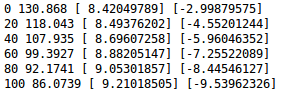 0 130.868 [ 8.42049789] [-2.99879575]
20 118.043 [ 8.49376202] [-4.55201244]
40 107.935 [ 8.69607258] [-5.96046352]
60 99.3927 [ 8.88205147] [-7.25522089]
80 92.1741 [ 9.05301857] [-8.44546127]
100 86.0739 [ 9.21018505] [-9.53962326]